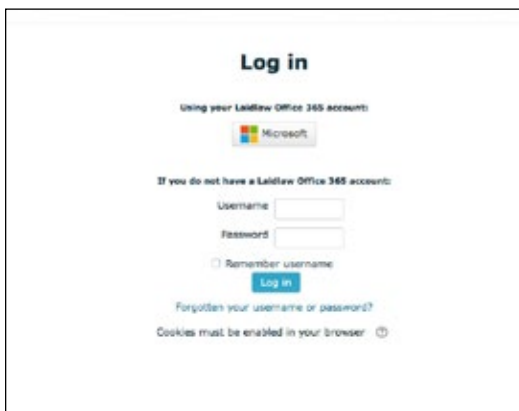 Log in
Using your Laidlaw Office 365 account:
Microsoft
If you do not have a Laidlaw Office 365 account:
Username
Password
Remember username
Log in
Forgotten your username or password?
Cookies must be enabled in your browser